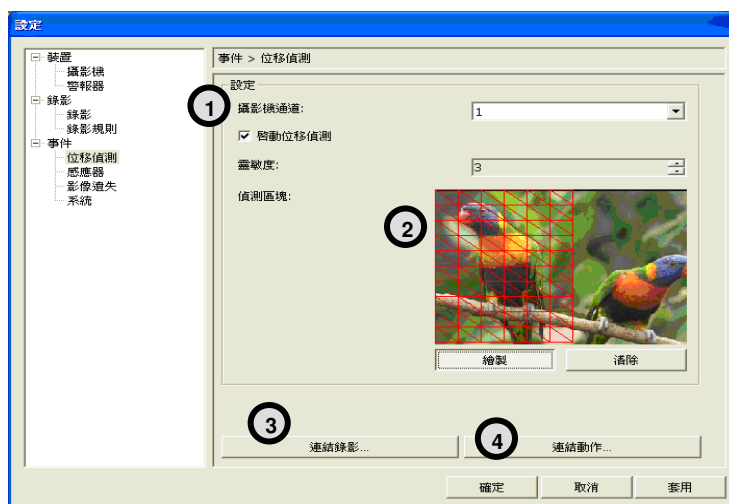 設定
裝置
攝影機
警報器
錄影
錄影
錄影規則
事件
位移偵測
感應器
影像遺失
系統
事件 > 位移偵測
設定
1
攝影機通道:
1
啓動位移偵測
靈敏度:
3
偵測區塊:
2
繪製
清除
3
連結錄影...
4
連結動作...
確定
取消
套用